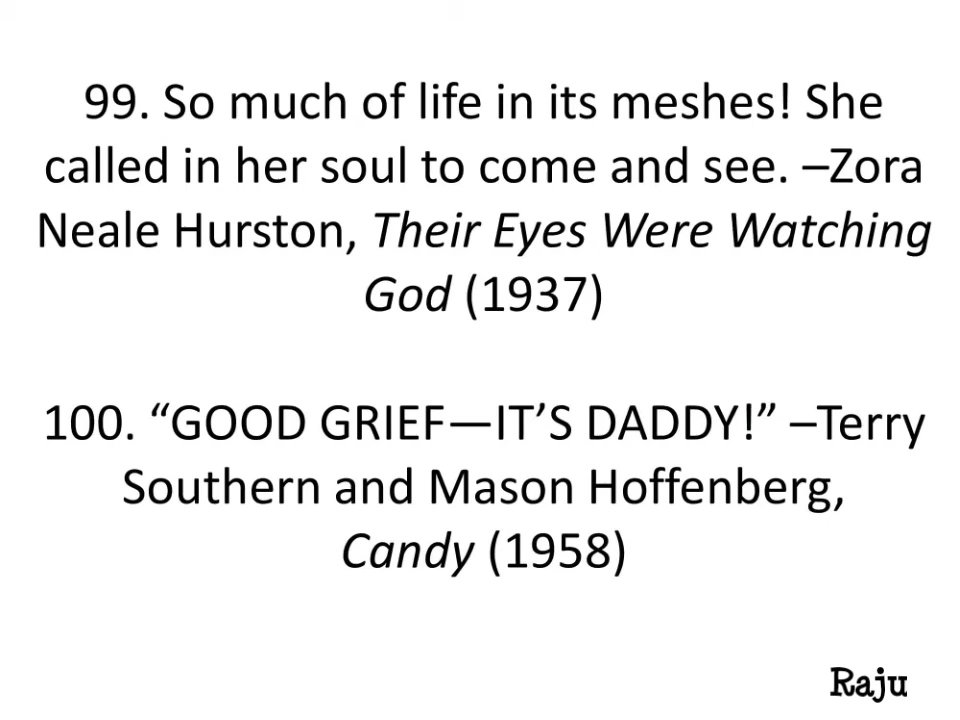 99. So much of life in its meshes! She
called in her soul to come and see. –Zora
Neale Hurston, Their Eyes Were Watching
God (1937)
100. “GOOD GRIEF—IT’S DADDY!” –Terry
Southern and Mason Hoffenberg,
Candy (1958)
Raju